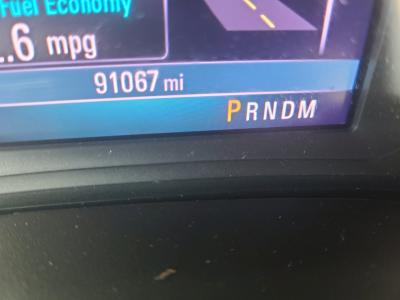 Fuel Economy
.6 mpg
91067 mi
PRNDM